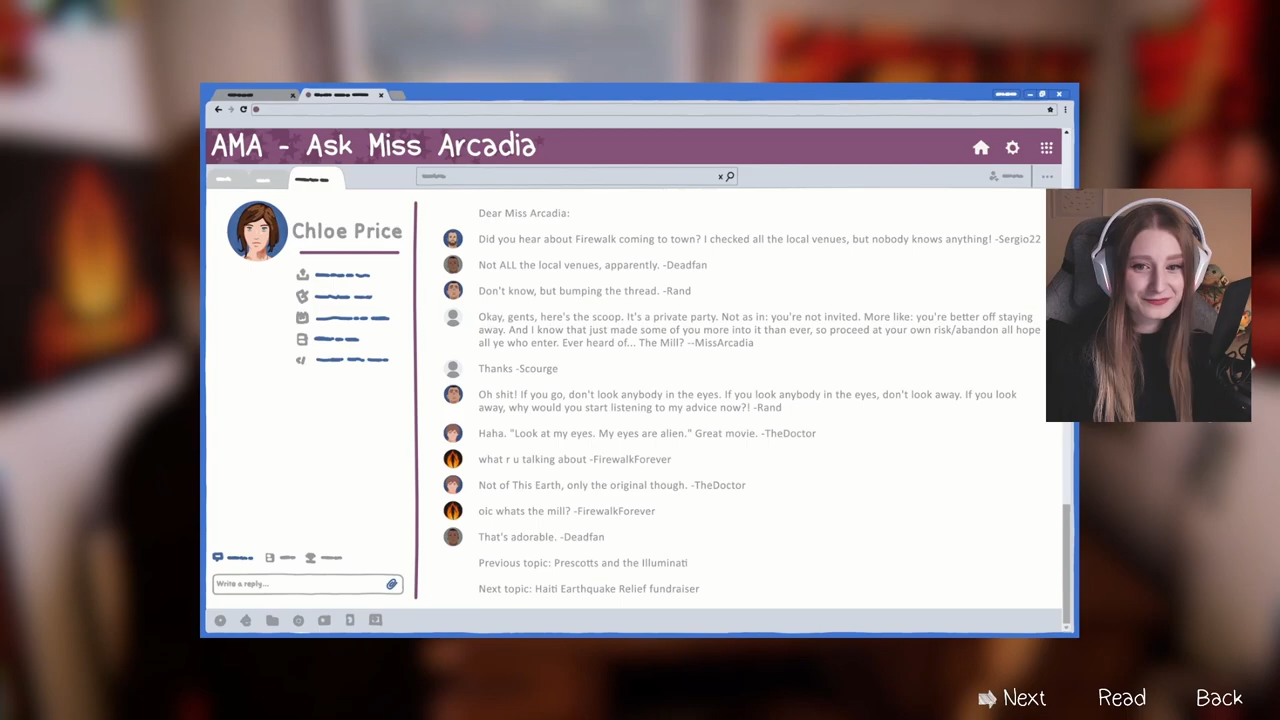 AMA - Ask Miss Arcadia
Chloe Price
Dear Miss Arcadia:
Did you hear about Firewalk coming to town? I checked all the local venues, but nobody knows anything! -Sergio22
Not ALL the local venues, apparently. -Deadfan
Don't know, but bumping the thread. -Rand
Okay, gents, here's the scoop. It's a private party. Not as in: you're not invited. More like: you're better off staying
away. And I know that just made some of you more into it than ever, so proceed at your own risk/abandon all hope
all ye who enter. Ever heard of... The Mill? --MissArcadia
Thanks -Scourge
Oh shit! If you go, don't look anybody in the eyes. If you look anybody in the eyes, don't look away. If you look
away, why would you start listening to my advice now?! -Rand
Haha. "Look at my eyes. My eyes are alien." Great movie. -TheDoctor
what r u talking about -FirewalkForever
Not of This Earth, only the original though. -TheDoctor
oic whats the mill? -FirewalkForever
That's adorable. -Deadfan
Previous topic: Prescotts and the Illuminati
Next topic: Haiti Earthquake Relief fundraiser
Write a reply...
Next
Read
Back